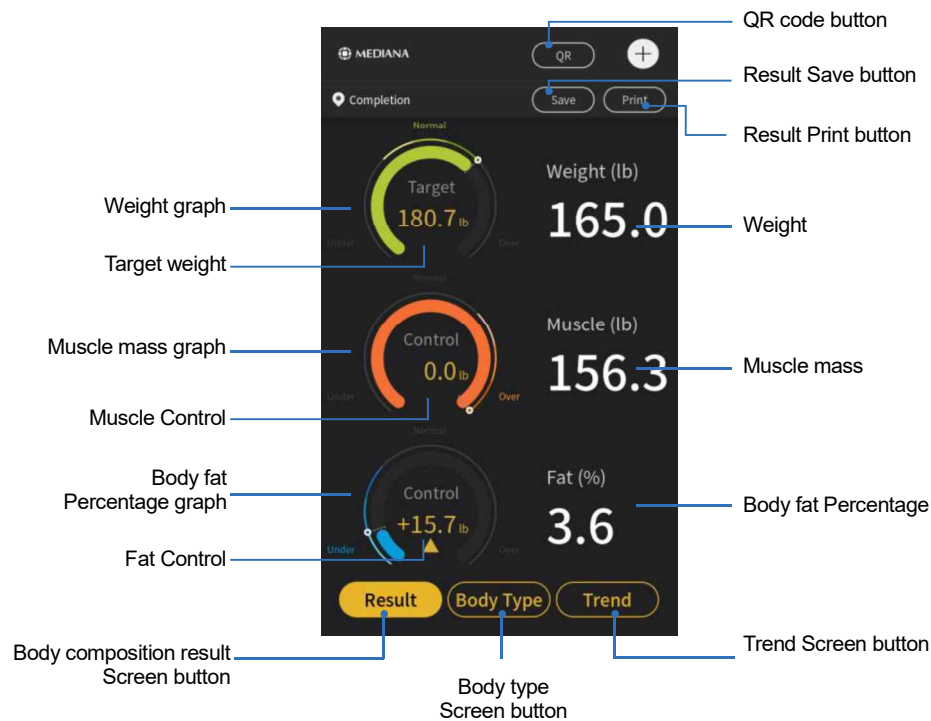 QR code button
MEDIANA
QR
Result Save button
Completion
Save
Print
Result Print button
Normal
Weight (lb)
Target
180.7 lb
165.0
Weight graph
Weight
Under
Over
Target weight
Normal
Muscle (lb)
Control
0.0 lb
156.3
Muscle mass graph
Muscle mass
Under
Over
Muscle Control
Normal
Body fat
Percentage graph
Fat (%)
Control
+15.7 lb
3.6
Body fat Percentage
Under
Over
Fat Control
Result
Body Type
Trend
Body composition result
Screen button
Trend Screen button
Body type
Screen button